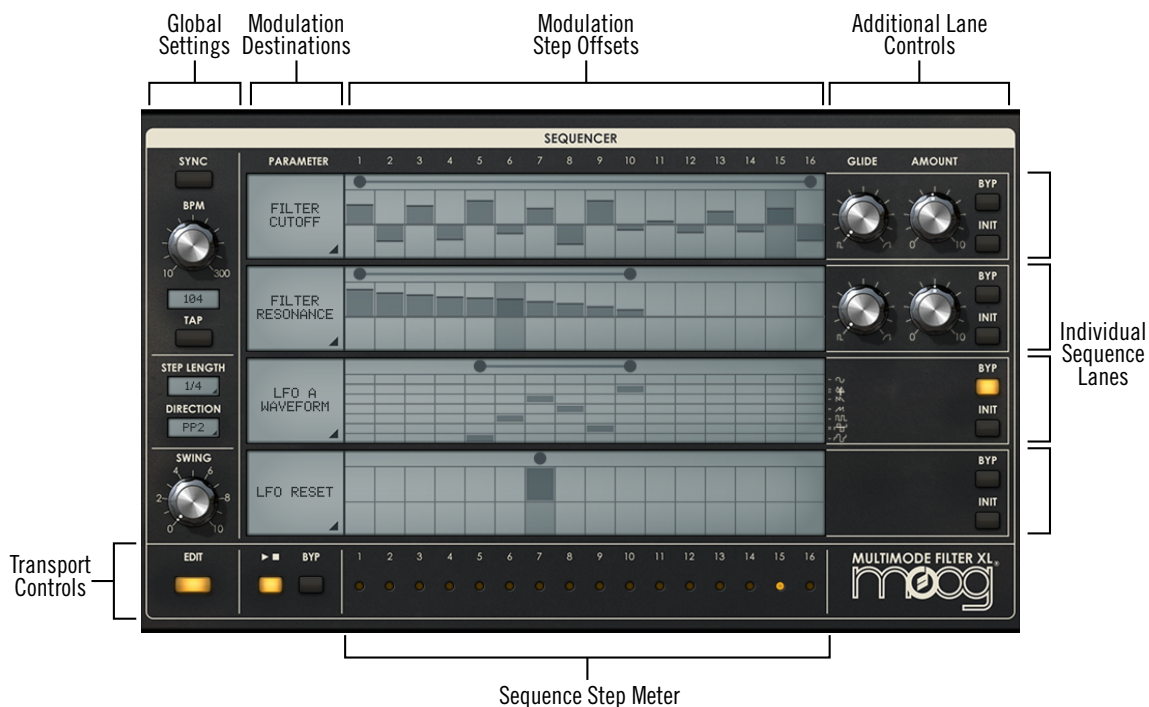 Global Settings
Modulation Destinations
Modulation Step Offsets
Additional Lane Controls
SEQUENCER
SYNC
PARAMETER
1 2 3 4 5 6 7 8 9 10 11 12 13 14 15 16
GLIDE AMOUNT
BPM
10 300
104
TAP
FILTER CUTOFF
0 10
BYP
INIT
FILTER RESONANCE
0 10
BYP
INIT
Individual Sequence Lanes
STEP LENGTH
1/4
DIRECTION
PP2
LFO A WAVEFORM
BYP
INIT
SWING
0 2 4 6 8 10
LFO RESET
BYP
INIT
Transport Controls
EDIT
BYP
1 2 3 4 5 6 7 8 9 10 11 12 13 14 15 16
MULTIMODE FILTER XL®
moog
Sequence Step Meter